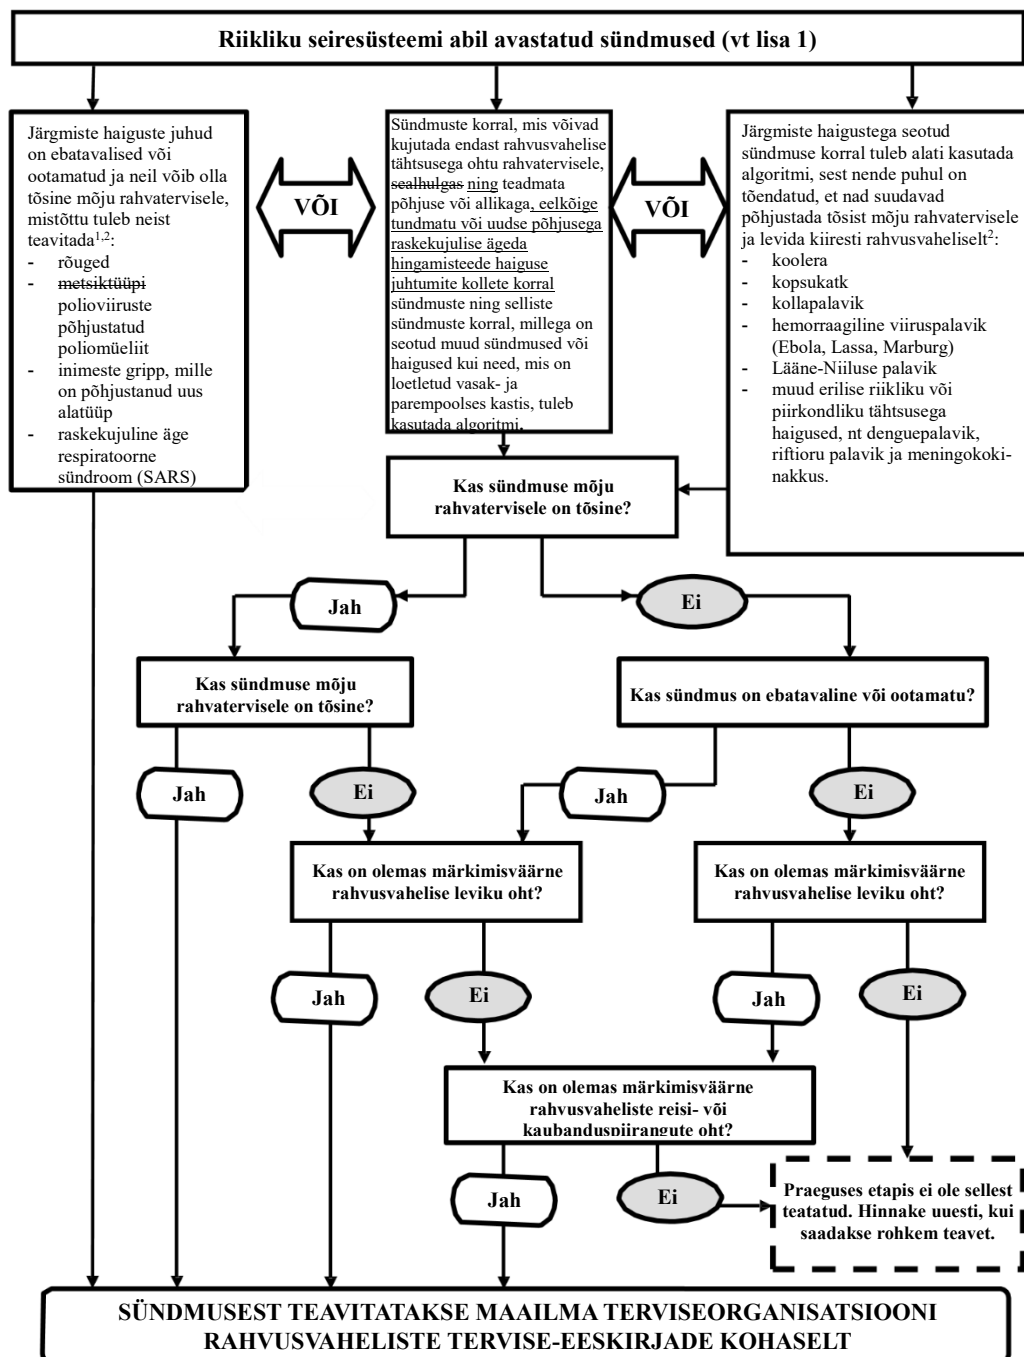 Riikliku seiresüsteemi abil avastatud sündmused (vt lisa 1)
Järgmiste haiguste juhud
on ebatavalised või
ootamatud ja neil võib olla
tõsine mõju rahvatervisele,
mistõttu tuleb neist
teavitada1,2:
- rõuged
- metsiktüüpi
polioviiruste
põhjustatud
poliomüeliit
- inimeste gripp, mille
on põhjustanud uus
alatüüp
- raskekujuline äge
respiratoorne
sündroom (SARS)
VÕI
Sündmuste korral, mis võivad
kujutada endast rahvusvahelise
tähtsusega ohtu rahvatervisele,
sealhulgas ning teadmata
põhjuse või allikaga, eelkõige
tundmatu või uudse põhjusega
raskekujulise ägeda
hingamisteede haiguse
juhtumite kollete korral
sündmuste ning selliste
sündmuste korral, millega on
seotud muud sündmused või
haigused kui need, mis on
loetletud vasak- ja
parempoolses kastis, tuleb
kasutada algoritmi.
VÕI
Järgmiste haigustega seotud
sündmuse korral tuleb alati kasutada
algoritmi, sest nende puhul on
tõendatud, et nad suudavad
põhjustada tõsist mõju rahvatervisele
ja levida kiiresti rahvusvaheliselt2:
- koolera
- kopsukatk
- kollapalavik
- hemorraagiline viiruspalavik
(Ebola, Lassa, Marburg)
- Lääne-Niiluse palavik
- muud erilise riikliku või
piirkondliku tähtsusega
haigused, nt denguepalavik,
riftioru palavik ja meningokoki-
nakkus.
Kas sündmuse mõju
rahvatervisele on tõsine?
Jah
Ei
Kas sündmuse mõju
rahvatervisele on tõsine?
Kas sündmus on ebatavaline või ootamatu?
Jah
Ei
Jah
Ei
Kas on olemas märkimisväärne
rahvusvahelise leviku oht?
Kas on olemas märkimisväärne
rahvusvahelise leviku oht?
Jah
Ei
Jah
Ei
Kas on olemas märkimisväärne
rahvusvaheliste reisi- või
kaubanduspiirangute oht?
Jah
Ei
Praeguses etapis ei ole sellest
teatatud. Hinnake uuesti, kui
saadakse rohkem teavet.
SÜNDMUSEST TEAVITATAKSE MAAILMA TERVISEORGANISATSIOONI
RAHVUSVAHELISTE TERVISE-EESKIRJADE KOHASELT